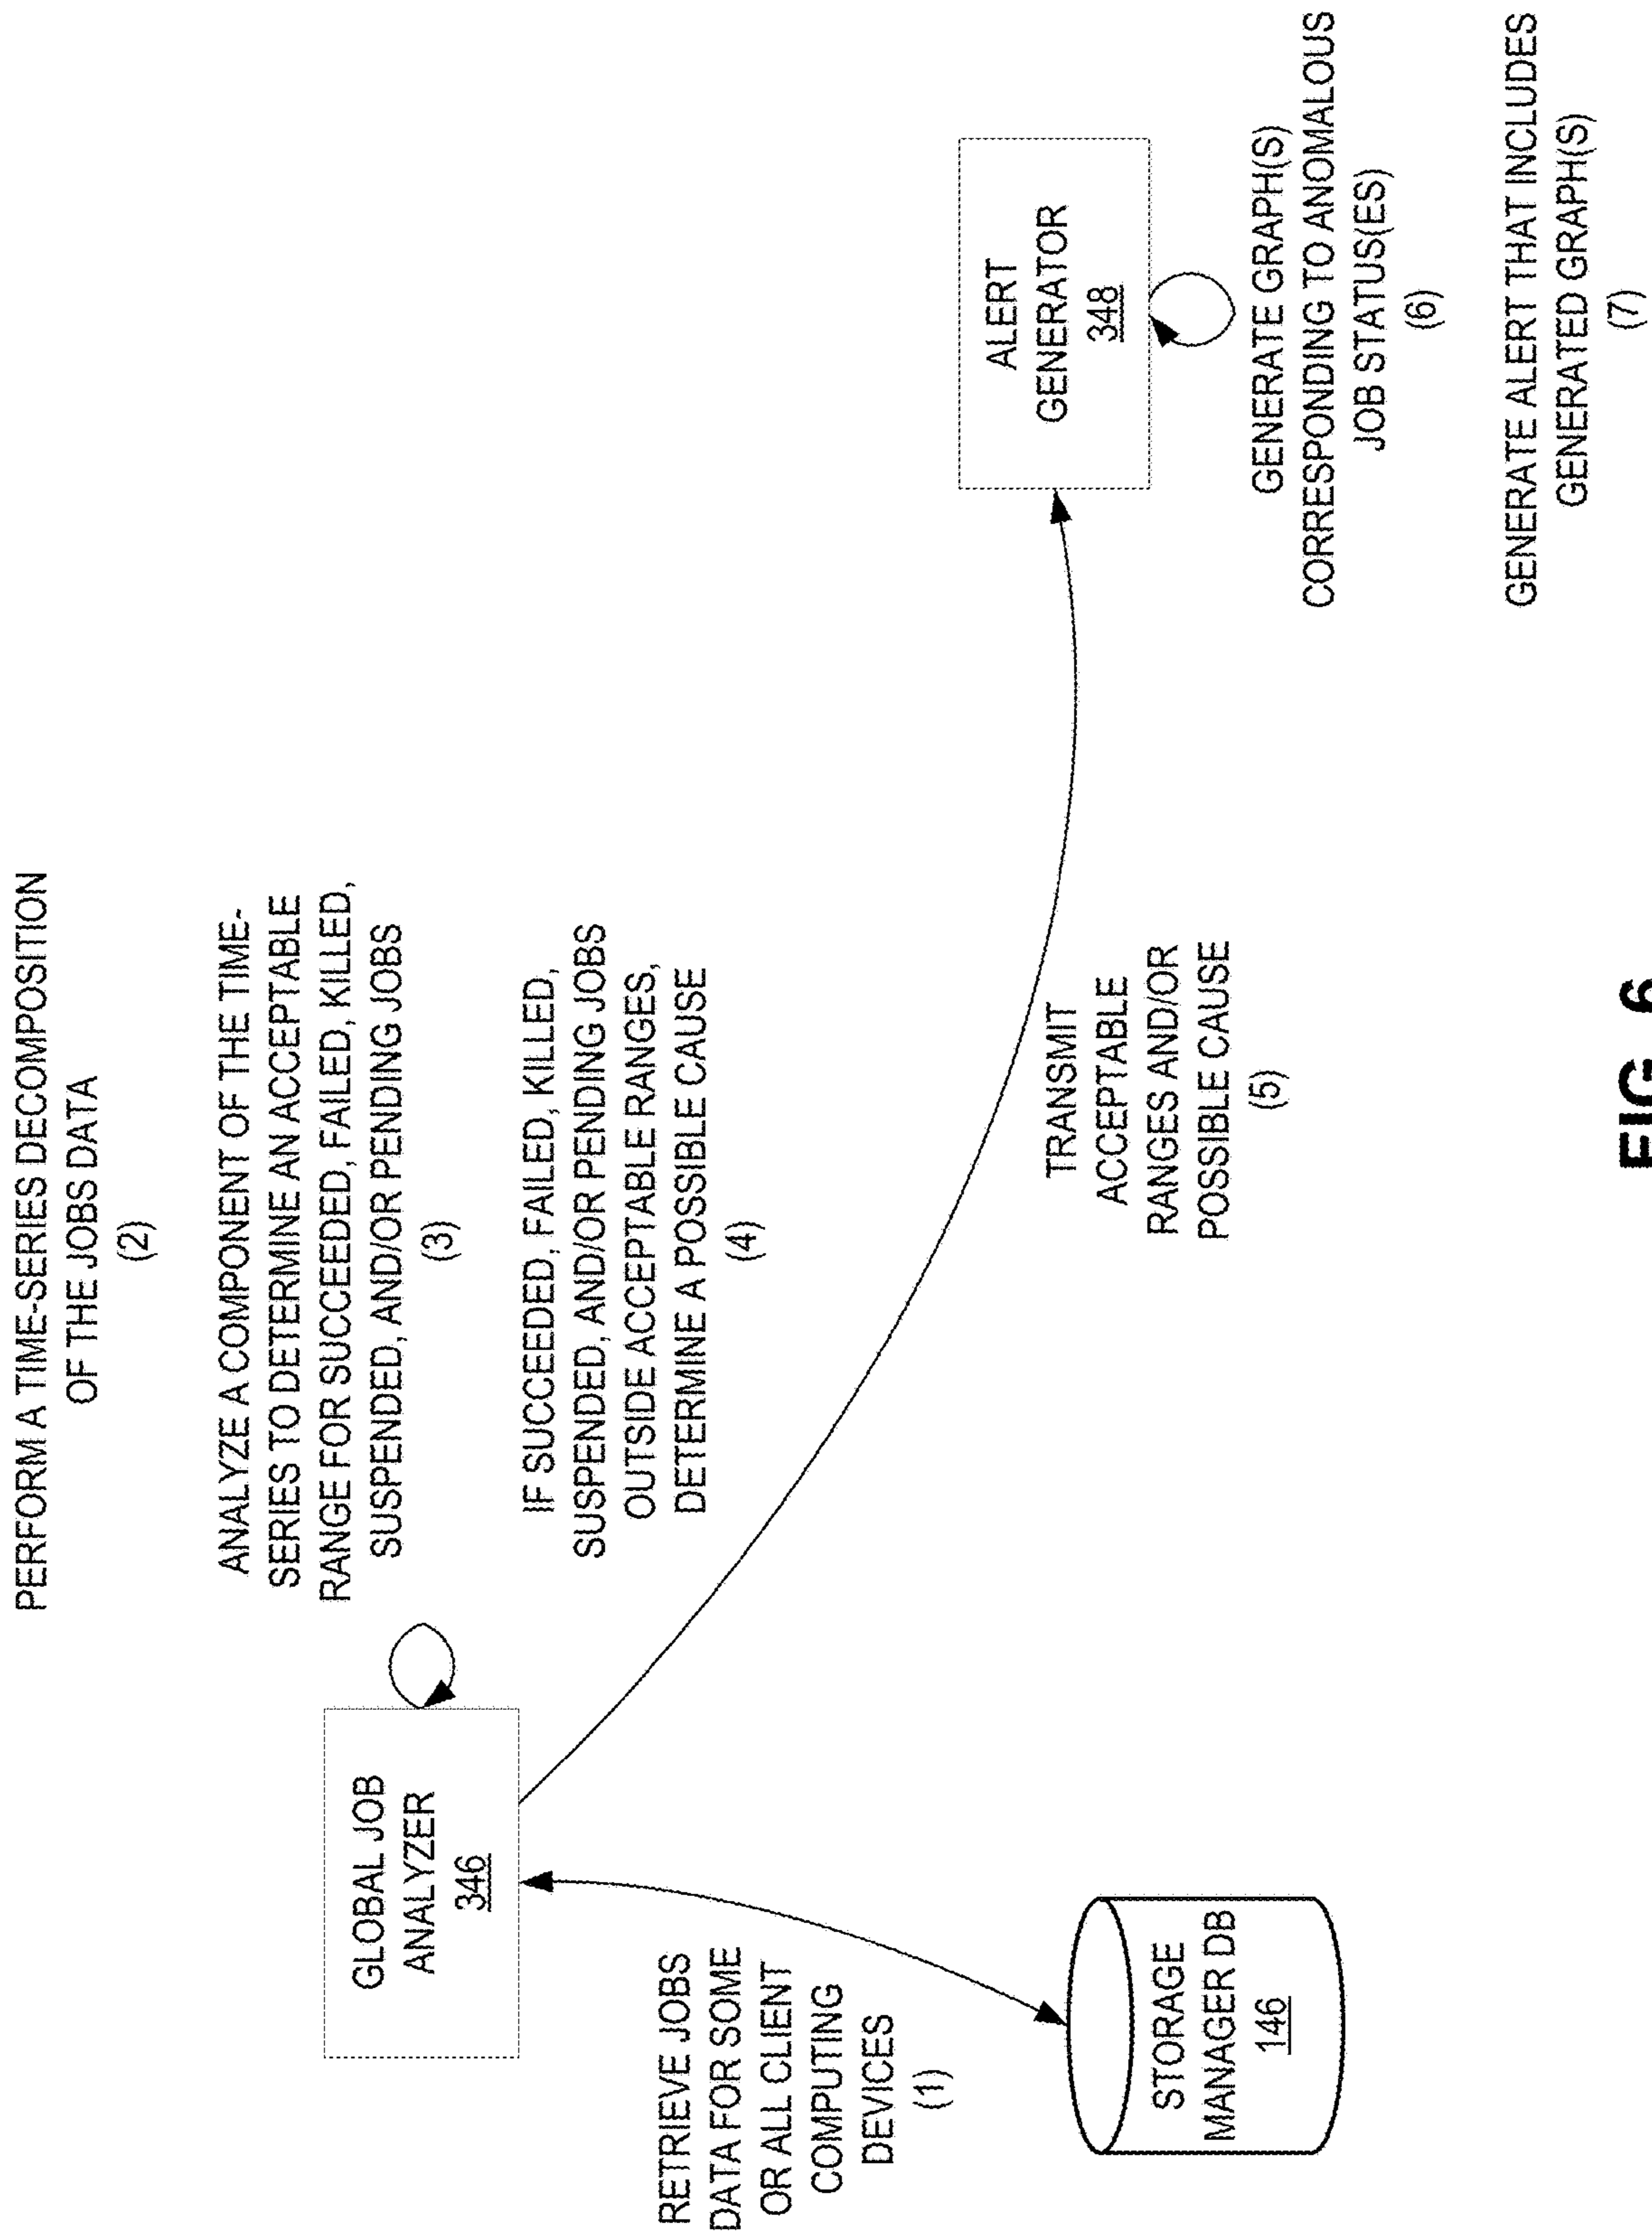 PERFORM A TIME-SERIES DECOMPOSITION
OF THE JOBS DATA
(2)
ANALYZE A COMPONENT OF THE TIME-
SERIES TO DETERMINE AN ACCEPTABLE
RANGE FOR SUCCEEDED, FAILED, KILLED,
SUSPENDED, AND/OR PENDING JOBS
(3)
IF SUCCEEDED, FAILED, KILLED,
SUSPENDED, AND/OR PENDING JOBS
OUTSIDE ACCEPTABLE RANGES,
DETERMINE A POSSIBLE CAUSE
(4)
GLOBAL JOB
ANALYZER
346
RETRIEVE JOBS
DATA FOR SOME
OR ALL CLIENT
COMPUTING
DEVICES
(1)
STORAGE
MANAGER DB
146
TRANSMIT
ACCEPTABLE
RANGES AND/OR
POSSIBLE CAUSE
(5)
ALERT
GENERATOR
348
GENERATE GRAPH(S)
CORRESPONDING TO ANOMALOUS
JOB STATUS(ES)
(6)
GENERATE ALERT THAT INCLUDES
GENERATED GRAPH(S)
(7)
FIG. 6